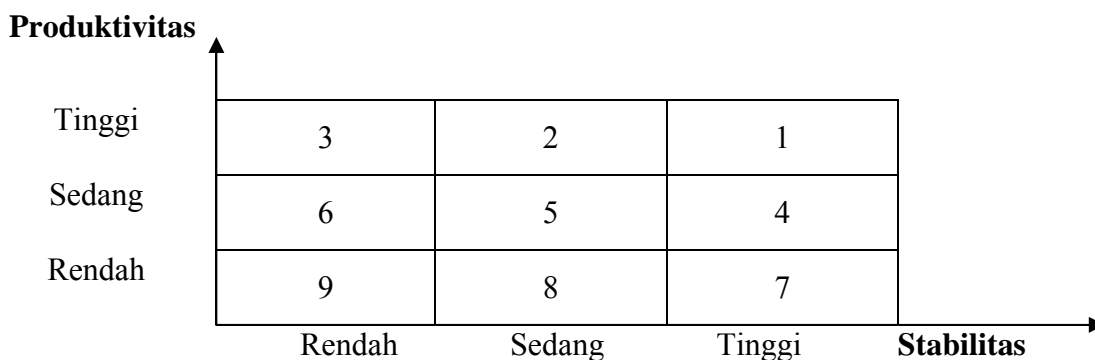 Produktivitas
Tinggi 3 2 1
Sedang 6 5 4
Rendah 9 8 7
Rendah Sedang Tinggi Stabilitas